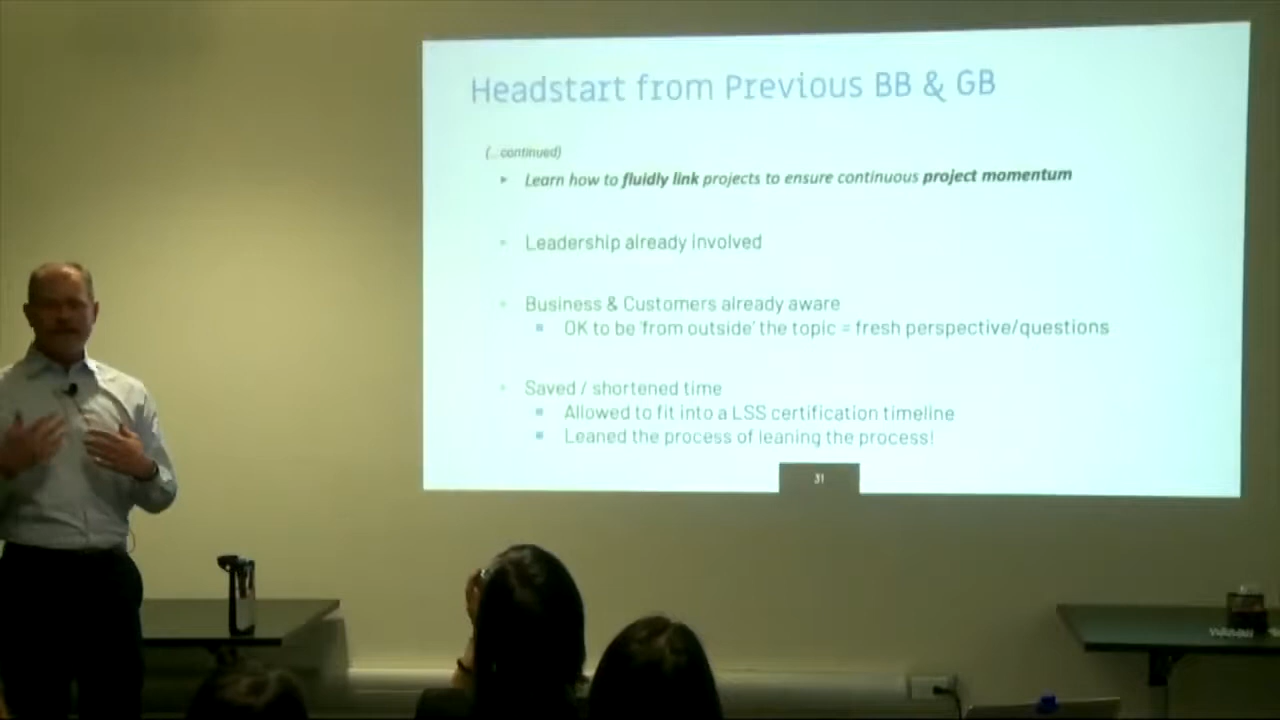 Headstart from Previous BB & GB
(...continued)
Learn how to fluidly link projects to ensure continuous project momentum
Leadership already involved
Business & Customers already aware
OK to be 'from outside' the topic = fresh perspective/questions
Saved / shortened time
Allowed to fit into a LSS certification timeline
Leaned the process of leaning the process!
31